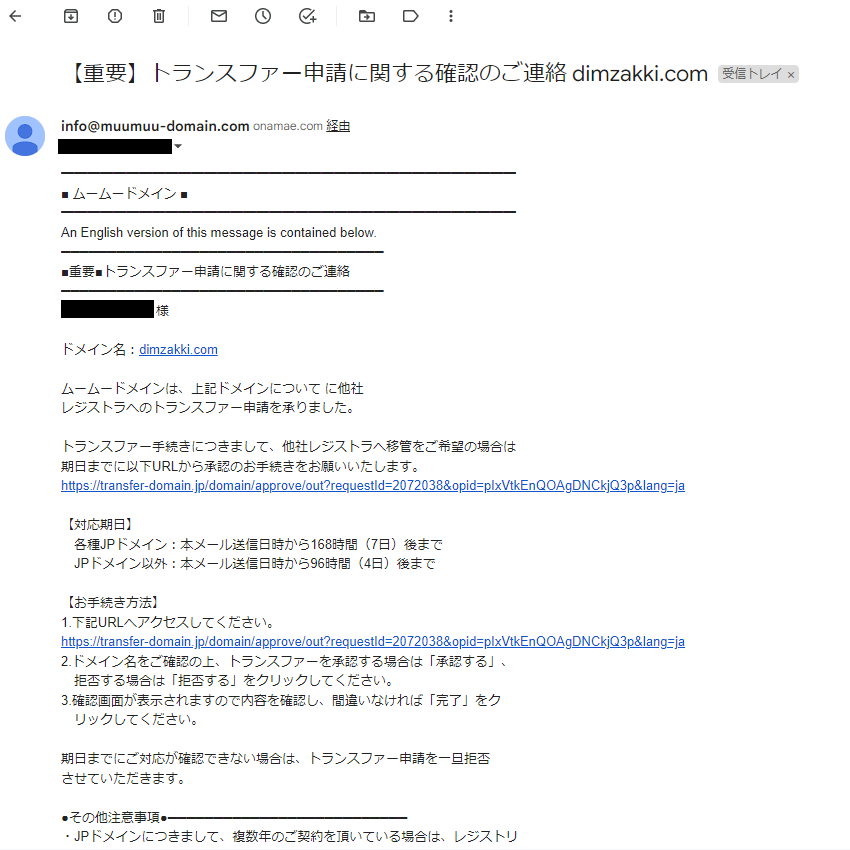 【重要】トランスファー申請に関する確認のご連絡 dimzakki.com 受信トレイ ×
info@muumuu-domain.com onamae.com 経由
■ ムームードメイン ■
An English version of this message is contained below.
■重要■トランスファー申請に関する確認のご連絡
様
ドメイン名：dimzakki.com
ムームードメインは、上記ドメインについて に他社
レジストラへのトランスファー申請を承りました。
トランスファー手続きにつきまして、他社レジストラへ移管をご希望の場合は
期日までに以下URLから承認のお手続きをお願いいたします。
https://transfer-domain.jp/domain/approve/out?requestId=2072038&opid=pIxVtkEnQOAgDNCkjQ3p&lang=ja
【対応期日】
各種JPドメイン：本メール送信日時から168時間（7日）後まで
JPドメイン以外：本メール送信日時から96時間（4日）後まで
【お手続き方法】
1.下記URLへアクセスしてください。
https://transfer-domain.jp/domain/approve/out?requestId=2072038&opid=pIxVtkEnQOAgDNCkjQ3p&lang=ja
2.ドメイン名をご確認の上、トランスファーを承認する場合は「承認する」、
拒否する場合は「拒否する」をクリックしてください。
3.確認画面が表示されますので内容を確認し、間違いなければ「完了」をク
リックしてください。
期日までにご対応が確認できない場合は、トランスファー申請を一旦拒否
させていただきます。
●その他注意事項●━━━━━━━━━━━━━━━━━━━━
・JPドメインにつきまして、複数年のご契約を頂いている場合は、レジストリ